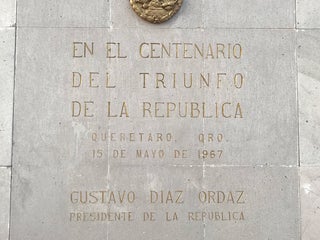 EN EL CENTENARIO
DEL TRIUNFO
DE LA REPUBLICA
QUERETARO, QRO.
15 DE MAYO DE 1967
GUSTAVO DIAZ ORDAZ
PRESIDENTE DE LA REPUBLICA